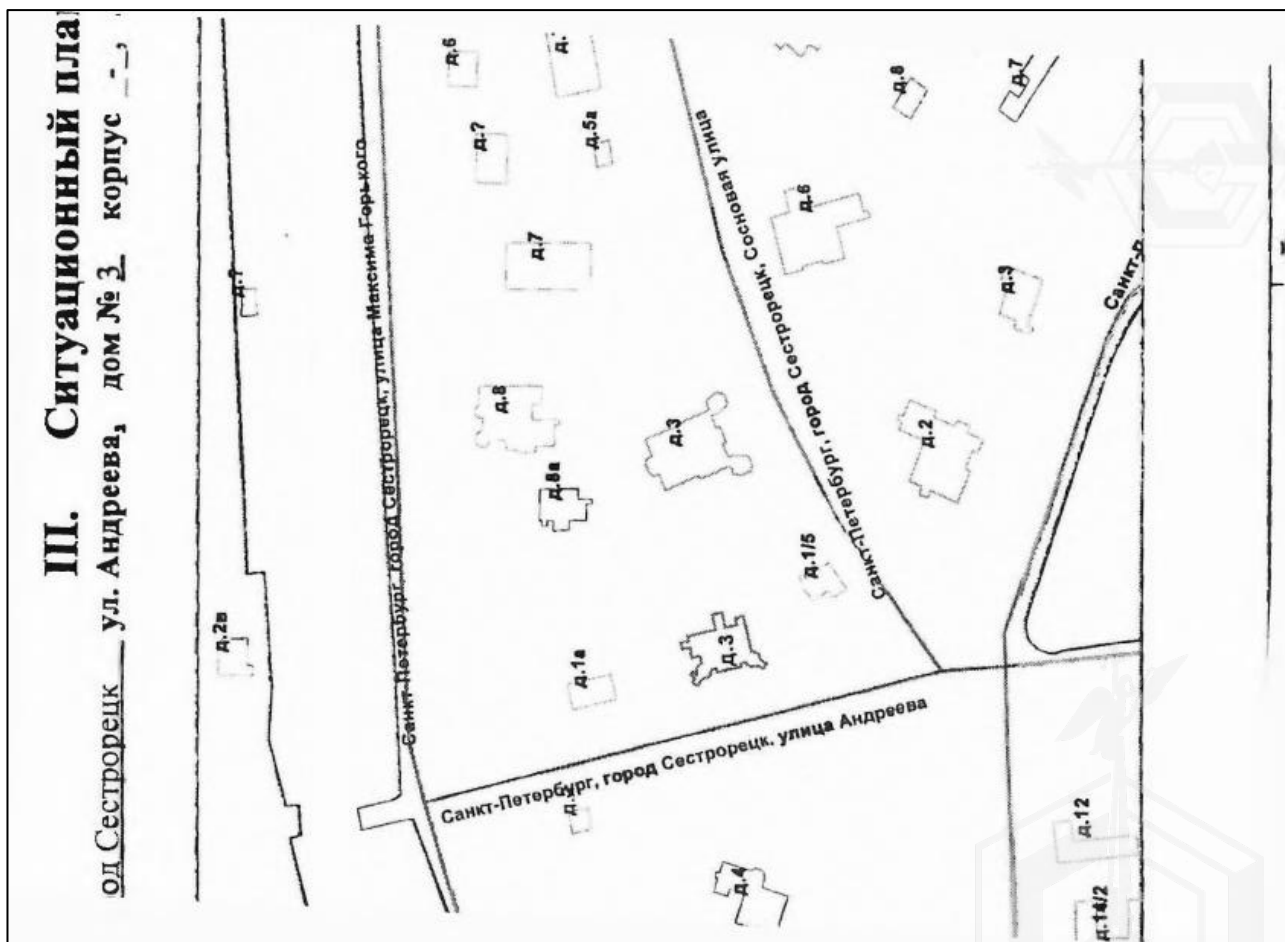 III. Ситуационный пла
од Сестрорецк ул. Андреева, дом № 3 корпус -,
д.2в
д.?
Санкт-Петербург, город Сестрорецк, улица Максима Горького
д.6
д.?
д.5а
д.7
д.8
д.8а
д.3
д.1а
д.3
д.1/5
Санкт-Петербург, город Сестрорецк, Сосновая улица
д.6
д.8
д.7
д.3
д.2
Санкт-Петербург, город Сестрорецк, улица Андреева
д.4
д.12
д.14/2
Санкт-П